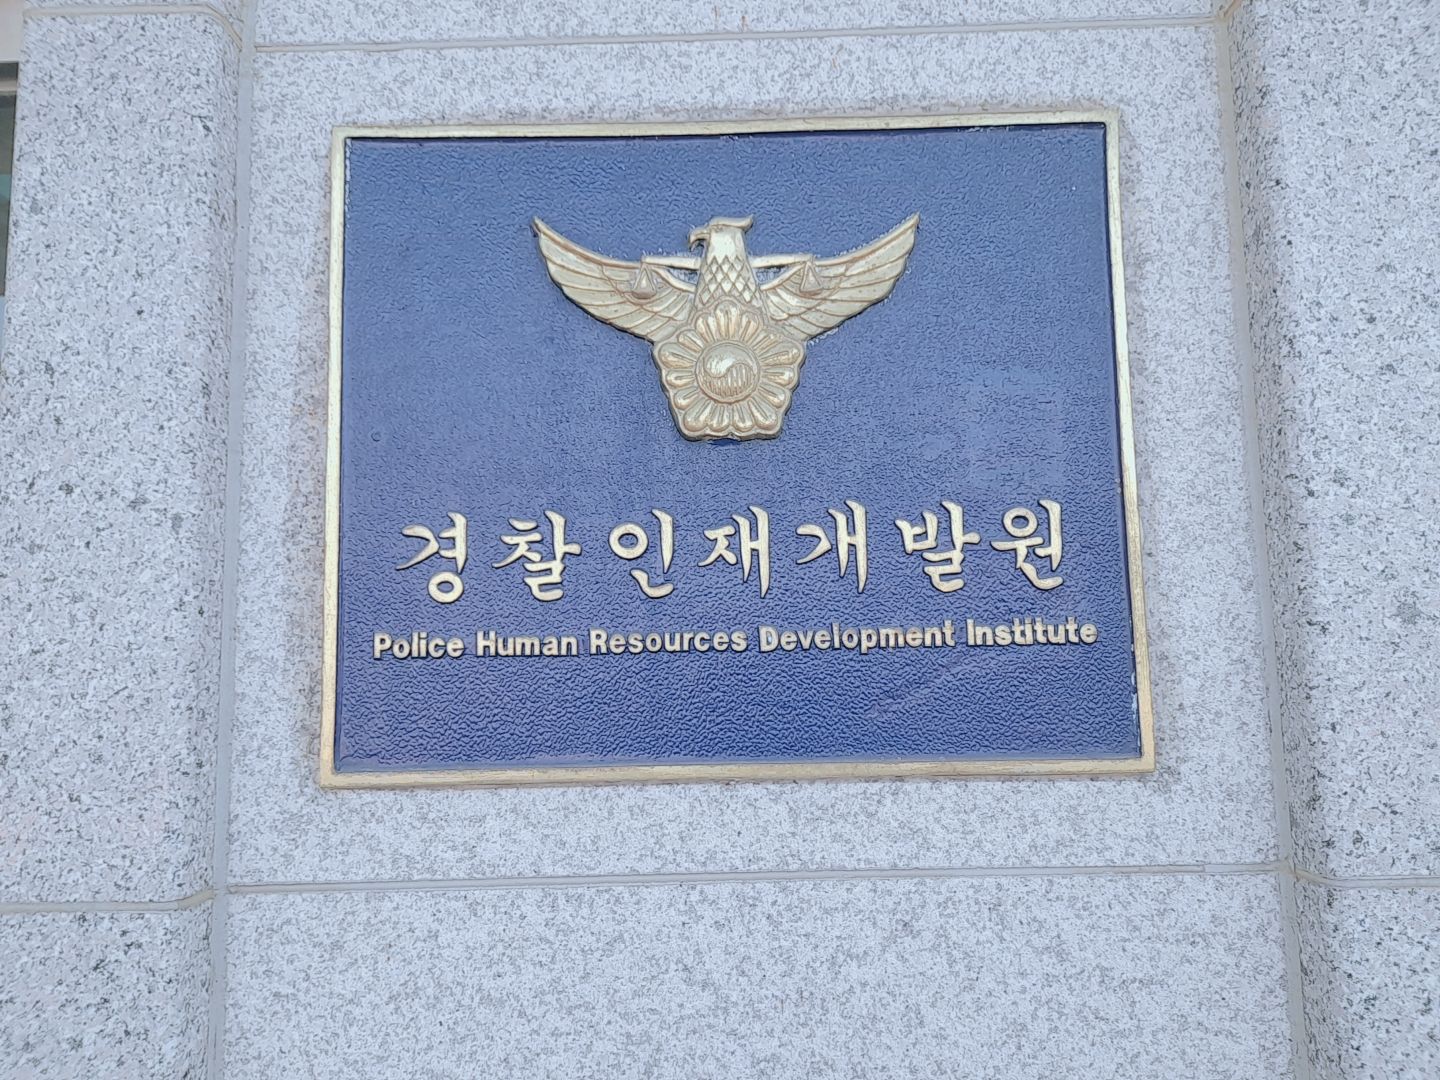 경찰인재개발원
Police Human Resources Development Institute